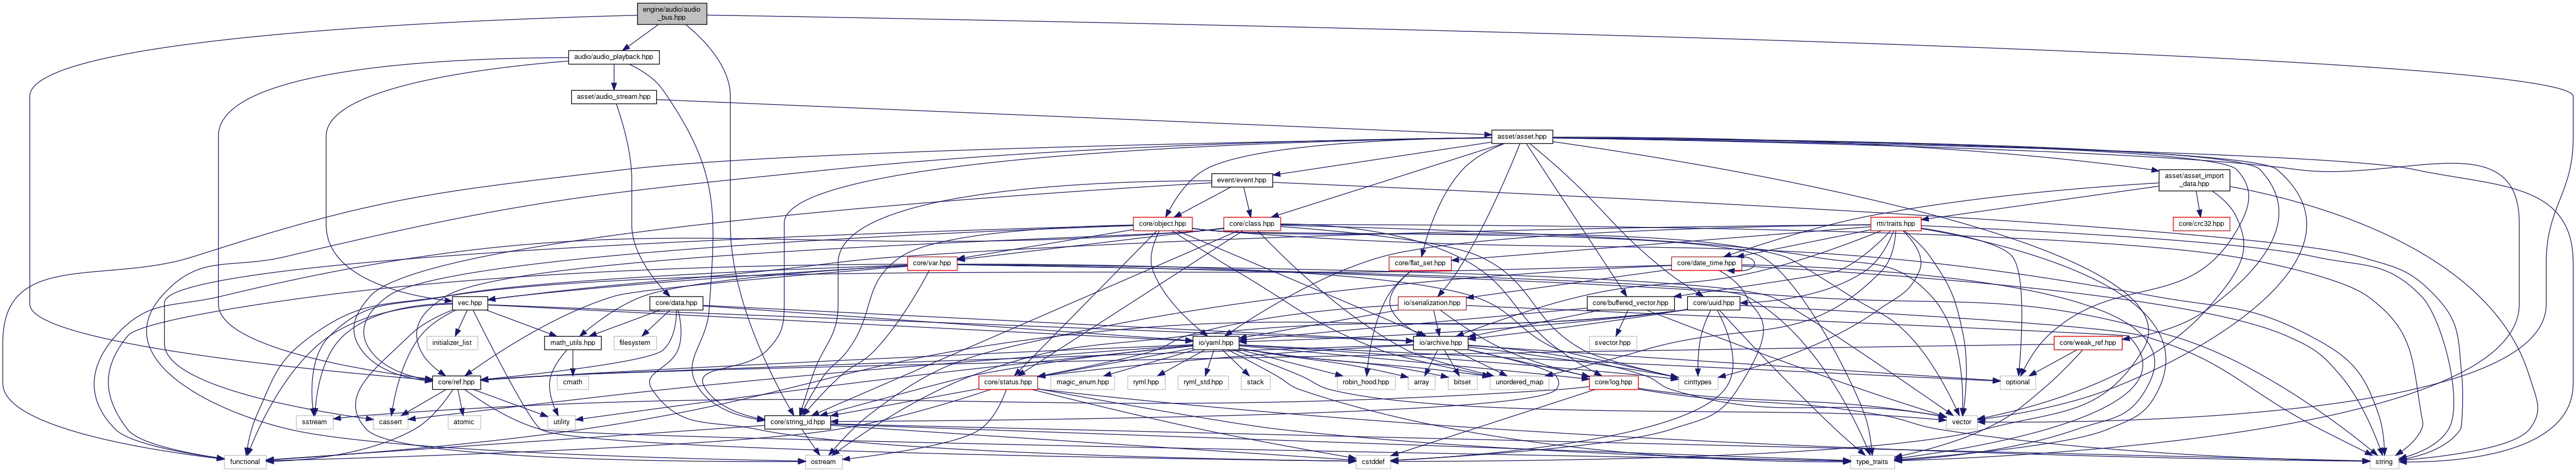 engine/audio/audio
_bus.hpp
audio/audio_playback.hpp
asset/audio_stream.hpp
asset/asset.hpp
event/event.hpp
asset/asset_import
_data.hpp
core/object.hpp
core/class.hpp
rtti/traits.hpp
core/crc32.hpp
core/var.hpp
core/flat_set.hpp
core/date_time.hpp
vec.hpp
core/data.hpp
io/serialization.hpp
core/buffered_vector.hpp
core/uuid.hpp
initializer_list
math_utils.hpp
filesystem
io/yaml.hpp
io/archive.hpp
svector.hpp
core/weak_ref.hpp
core/ref.hpp
cmath
core/status.hpp
magic_enum.hpp
ryml.hpp
ryml_std.hpp
stack
robin_hood.hpp
array
bitset
unordered_map
core/log.hpp
cinttypes
optional
sstream
cassert
atomic
utility
core/string_id.hpp
vector
functional
ostream
cstddef
type_traits
string